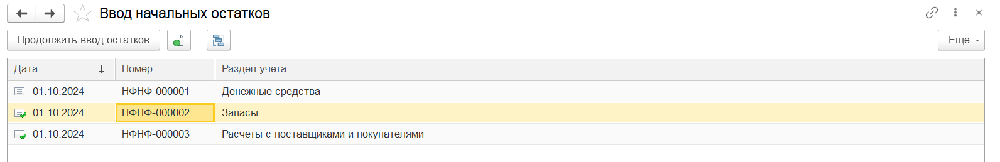 Ввод начальных остатков
Продолжить ввод остатков Еще
Дата Номер Раздел учета
01.10.2024 НФНФ-000001 Денежные средства
01.10.2024 НФНФ-000002 Запасы
01.10.2024 НФНФ-000003 Расчеты с поставщиками и покупателями